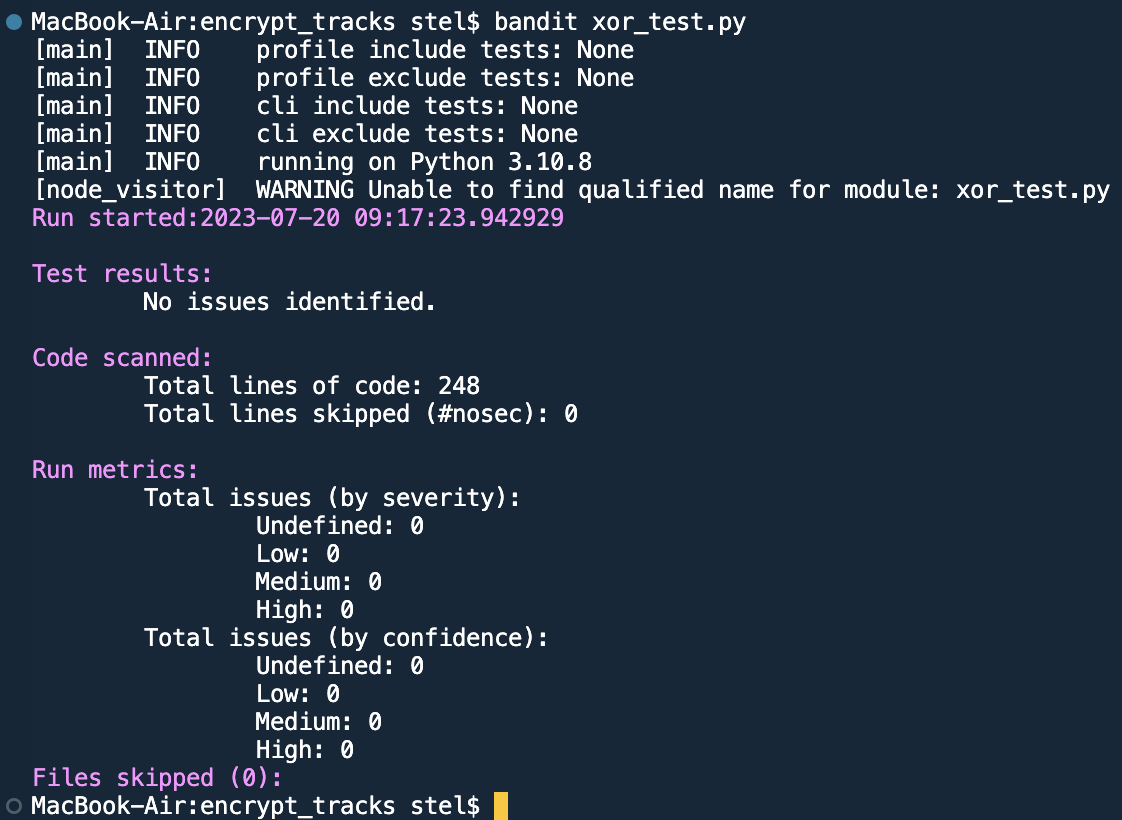 MacBook-Air:encrypt_tracks stel$ bandit xor_test.py
[main]  INFO    profile include tests: None
[main]  INFO    profile exclude tests: None
[main]  INFO    cli include tests: None
[main]  INFO    cli exclude tests: None
[main]  INFO    running on Python 3.10.8
[node_visitor]  WARNING Unable to find qualified name for module: xor_test.py
Run started:2023-07-20 09:17:23.942929

Test results:
        No issues identified.

Code scanned:
        Total lines of code: 248
        Total lines skipped (#nosec): 0

Run metrics:
        Total issues (by severity):
                Undefined: 0
                Low: 0
                Medium: 0
                High: 0
        Total issues (by confidence):
                Undefined: 0
                Low: 0
                Medium: 0
                High: 0
Files skipped (0):
MacBook-Air:encrypt_tracks stel$